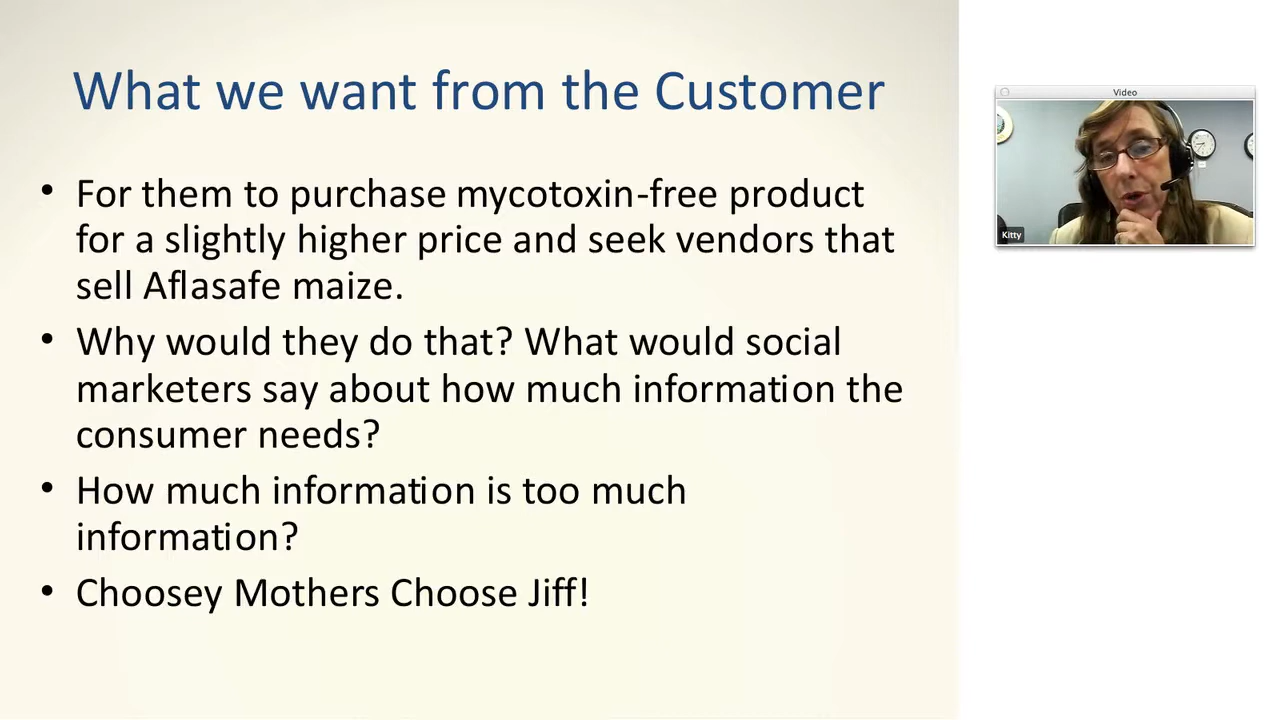 What we want from the Customer
• For them to purchase mycotoxin-free product
for a slightly higher price and seek vendors that
sell Aflasafe maize.
• Why would they do that? What would social
marketers say about how much information the
consumer needs?
• How much information is too much
information?
• Choosey Mothers Choose Jiff!
Video
Kitty